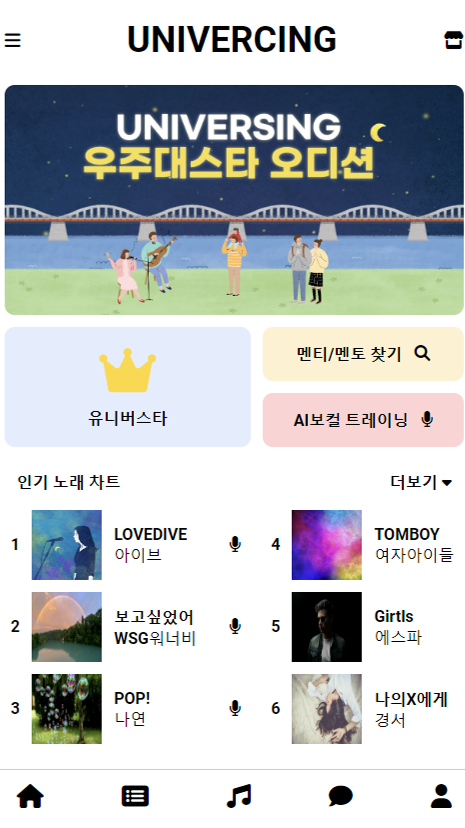 UNIVERCING
UNIVERSING
우주대스타 오디션
유니버스타
멘티/멘토 찾기
AI보컬 트레이닝
인기 노래 차트
더보기
1
LOVEDIVE
아이브
2
보고싶었어
WSG워너비
3
POP!
나연
4
TOMBOY
여자아이들
5
Girtls
에스파
6
나의X에게
경서